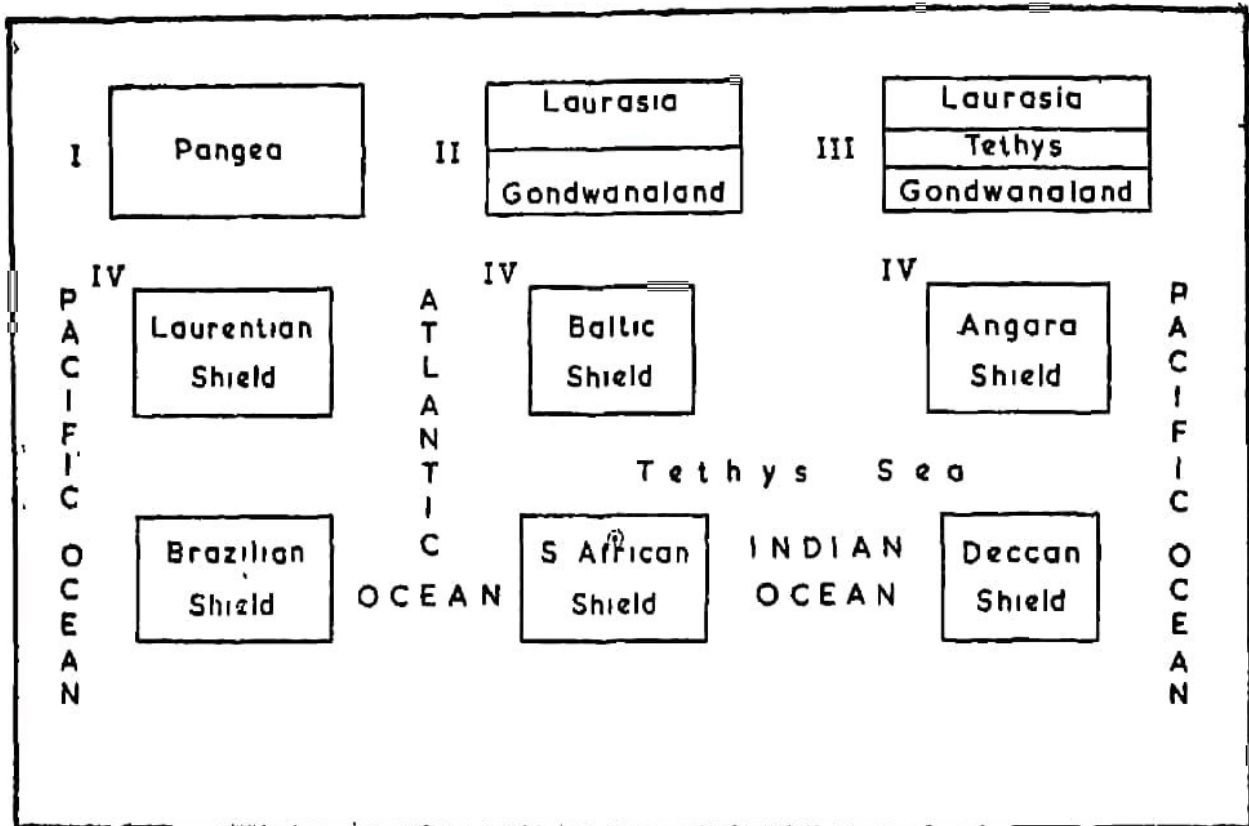 I
Pangea
II
Laurasia
Gondwanaland
III
Laurasia
Tethys
Gondwanaland
IV
Laurentian
Shield
IV
Baltic
Shield
IV
Angara
Shield
PACIFIC OCEAN
ATLANTIC
OCEAN
Tethys Sea
PACIFIC OCEAN
Brazilian
Shield
S African
Shield
INDIAN
OCEAN
Deccan
Shield